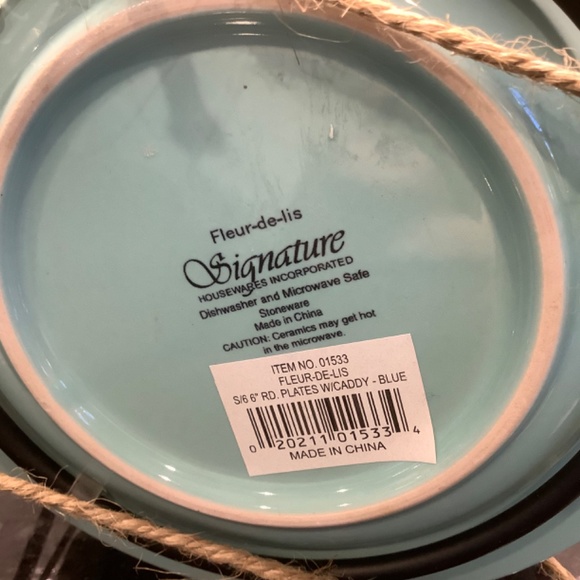 Fleur-de-lis
Signature
HOUSEWARES INCORPORATED
Dishwasher and Microwave Safe
Stoneware
Made in China
CAUTION: Ceramics may get hot
in the microwave.
ITEM NO. 01533
FLEUR-DE-LIS
S/6 6" RD. PLATES W/CADDY - BLUE
0 20211 01533 4
MADE IN CHINA